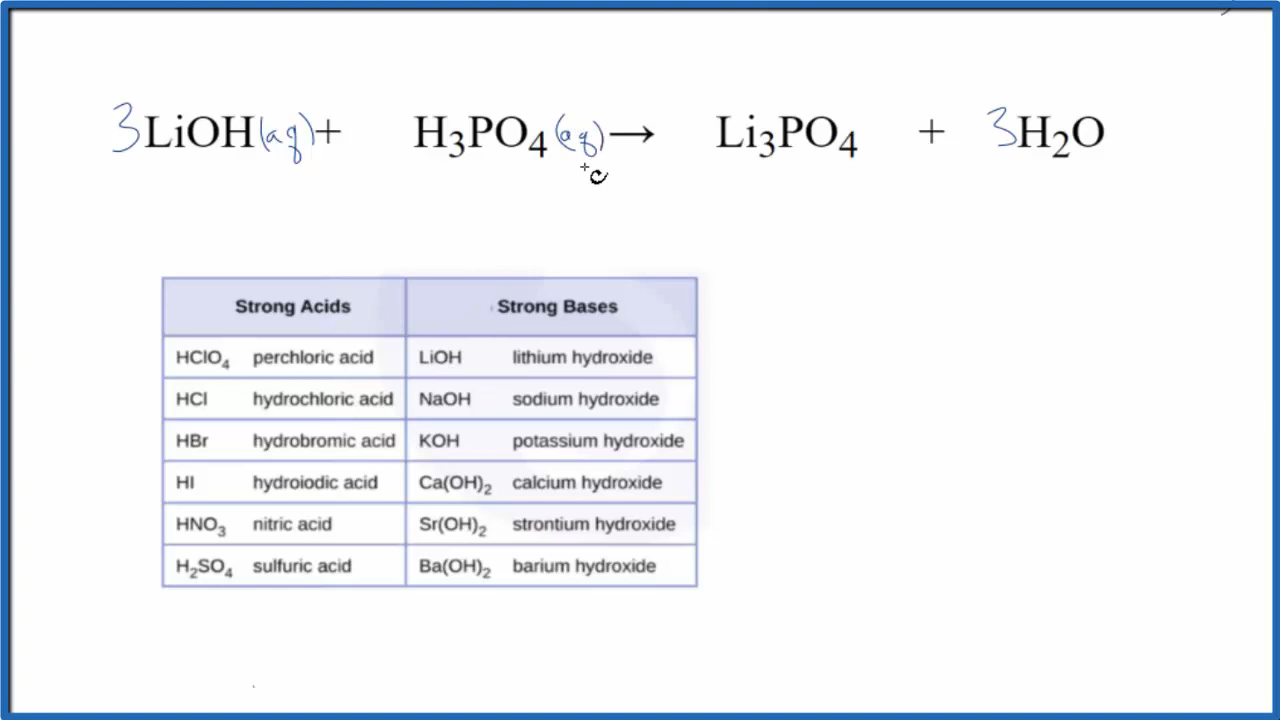 3LiOH(aq)+ H₃PO₄(aq)→ Li₃PO₄ + 3H₂O
Strong Acids Strong Bases
HClO₄ perchloric acid LiOH lithium hydroxide
HCl hydrochloric acid NaOH sodium hydroxide
HBr hydrobromic acid KOH potassium hydroxide
HI hydroiodic acid Ca(OH)₂ calcium hydroxide
HNO₃ nitric acid Sr(OH)₂ strontium hydroxide
H₂SO₄ sulfuric acid Ba(OH)₂ barium hydroxide